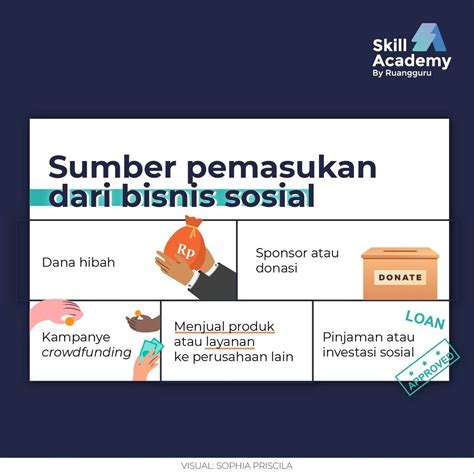 Skill
Academy
By Ruangguru
Sumber pemasukan
dari bisnis sosial
Dana hibah
Rp
Sponsor atau
donasi
DONATE
Kampanye
crowdfunding
Menjual produk
atau layanan
ke perusahaan lain
Pinjaman atau
investasi sosial
LOAN
APPROVED
VISUAL: SOPHIA PRISCILA